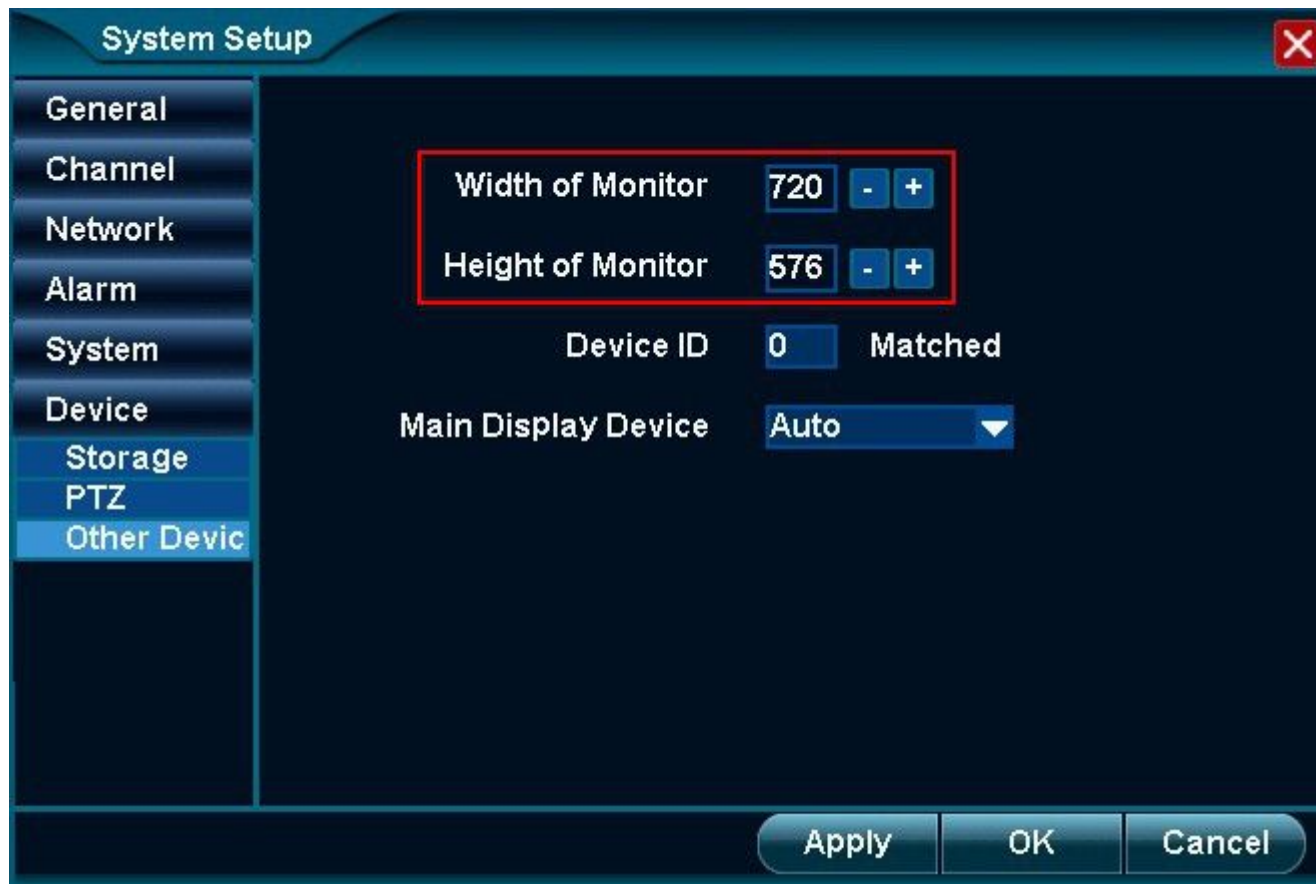 System Setup
General
Channel
Network
Alarm
System
Device
Storage
PTZ
Other Devic
Width of Monitor 720 - +
Height of Monitor 576 - +
Device ID 0 Matched
Main Display Device Auto
Apply OK Cancel